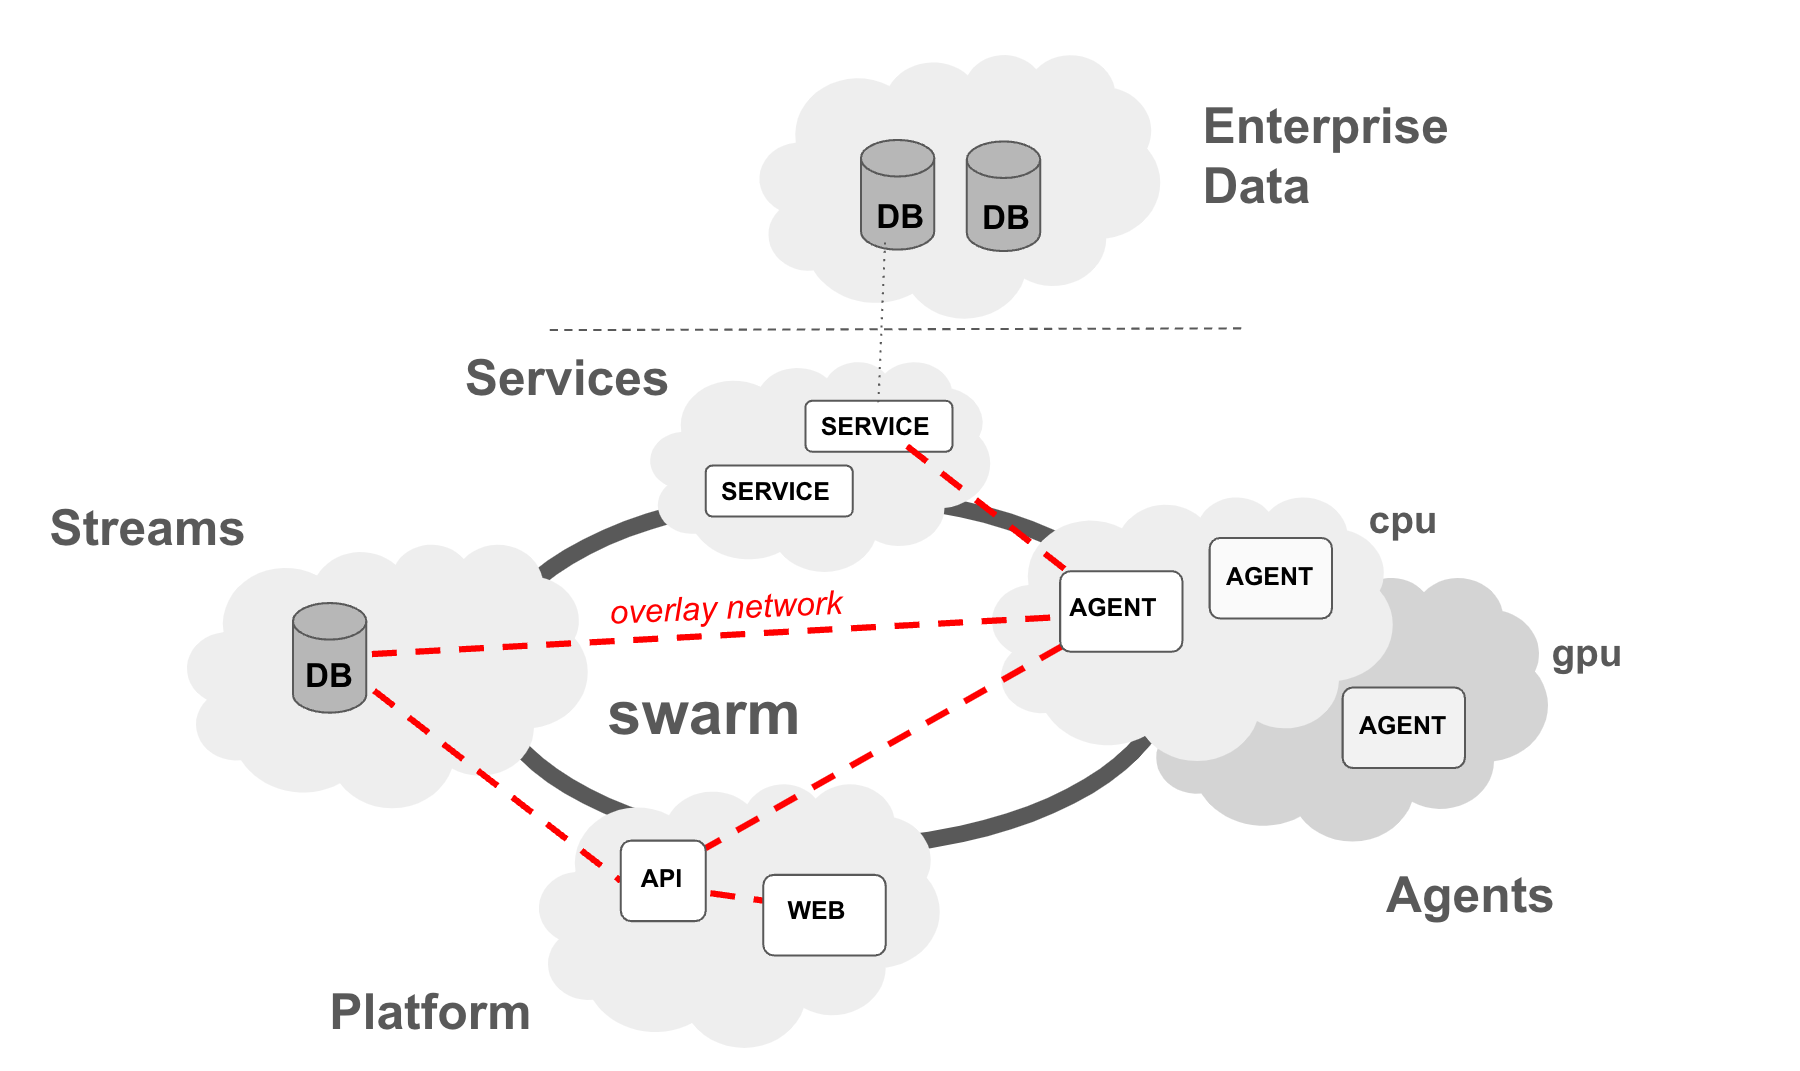 Enterprise
Data
DB
DB
Services
SERVICE
SERVICE
Streams
cpu
AGENT
AGENT
overlay network
gpu
DB
swarm
AGENT
API
WEB
Agents
Platform